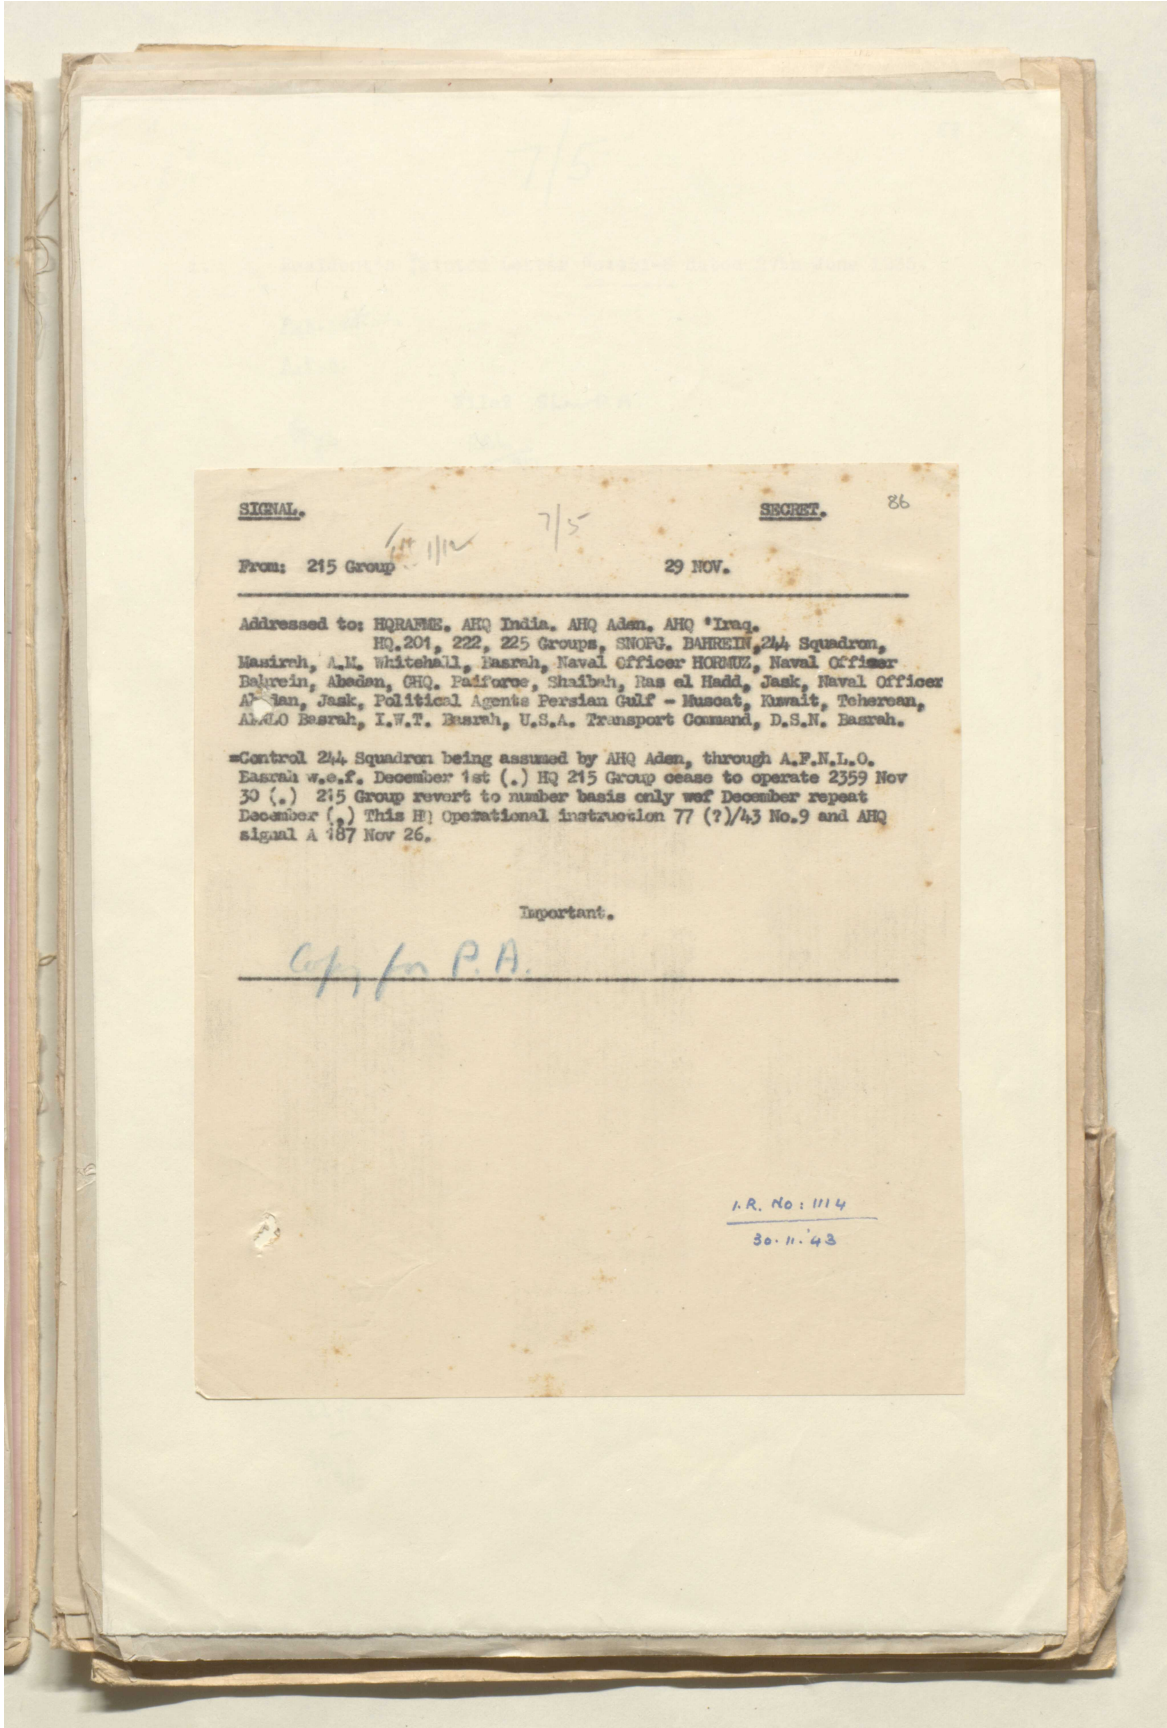 SIGNAL. SECRET. 86
7/5
1/12
From: 215 Group 29 NOV.
Addressed to: HQRAFME. AHQ India. AHQ Aden. AHQ 'Iraq.
HQ.201, 222, 225 Groups, SNOPG. BAHREIN,244 Squadron,
Masirah, A.M. Whitehall, Basrah, Naval Officer HORMUZ, Naval Officer
Bahrein, Abadan, GHQ. Paiforce, Shaibah, Ras el Hadd, Jask, Naval Officer
Abadan, Jask, Political Agents Persian Gulf - Muscat, Kuwait, Teherean,
Basrah, I.W.T. Basrah, U.S.A. Transport Command, D.S.N. Basrah.
=Control 244 Squadron being assumed by AHQ Aden, through A.F.N.L.O.
Basrah w.e.f. December 1st (.) HQ 215 Group cease to operate 2359 Nov
30 (.) 215 Group revert to number basis only wef December repeat
December (.) This HQ Operational instruction 77 (?)/43 No.9 and AHQ
signal A 187 Nov 26.
Important.
Copy for P.A.
I.R. No: 1114
30.11.43